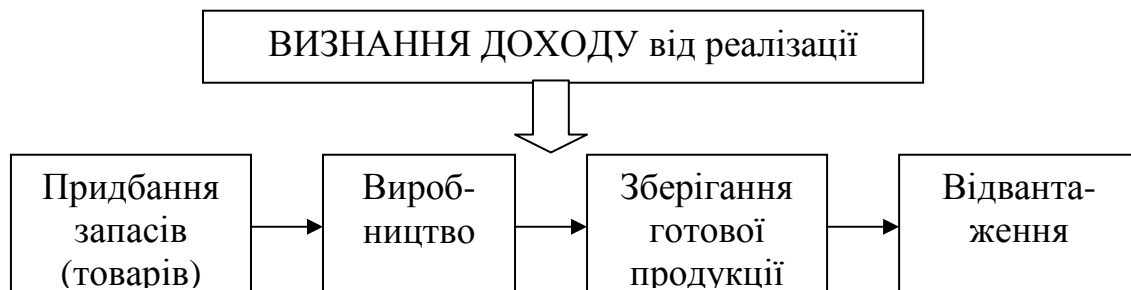 ВИЗНАННЯ ДОХОДУ від реалізації
Придбання
запасів
(товарів)
Вироб-
ництво
Зберігання
готової
продукції
Відванта-
ження